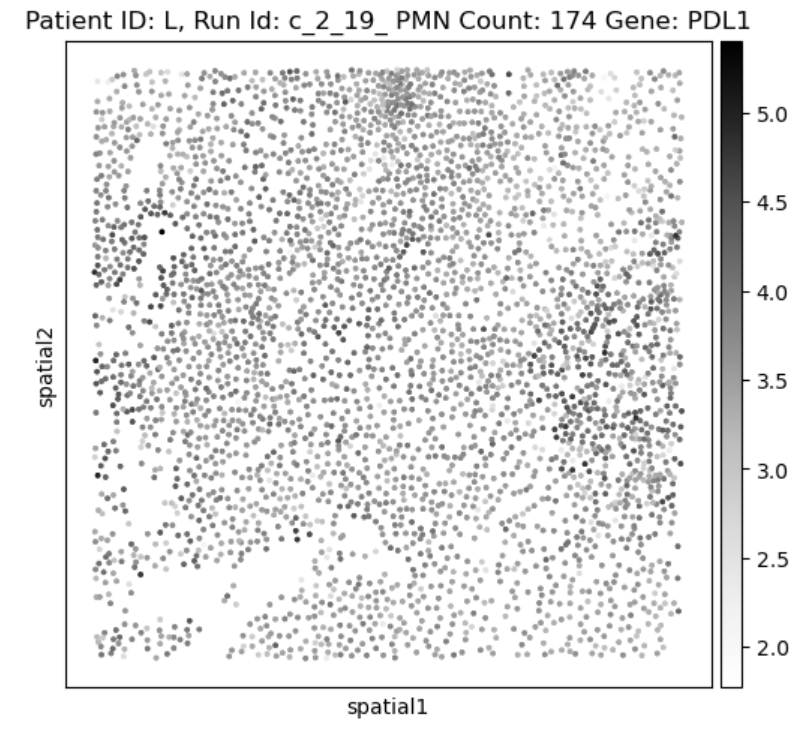 Patient ID: L, Run Id: c_2_19_ PMN Count: 174 Gene: PDL1
5.0
4.5
4.0
3.5
3.0
2.5
2.0
spatial2
spatial1